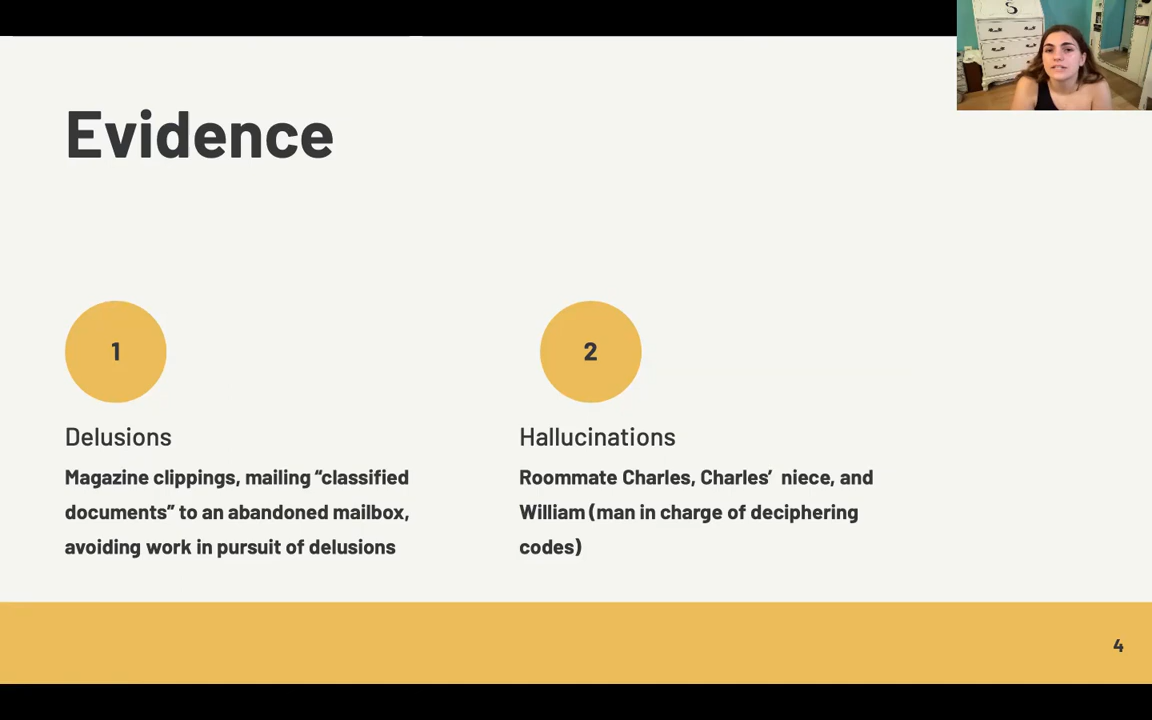 Evidence
1
Delusions
Magazine clippings, mailing “classified
documents” to an abandoned mailbox,
avoiding work in pursuit of delusions
2
Hallucinations
Roommate Charles, Charles’ niece, and
William (man in charge of deciphering
codes)
4
S